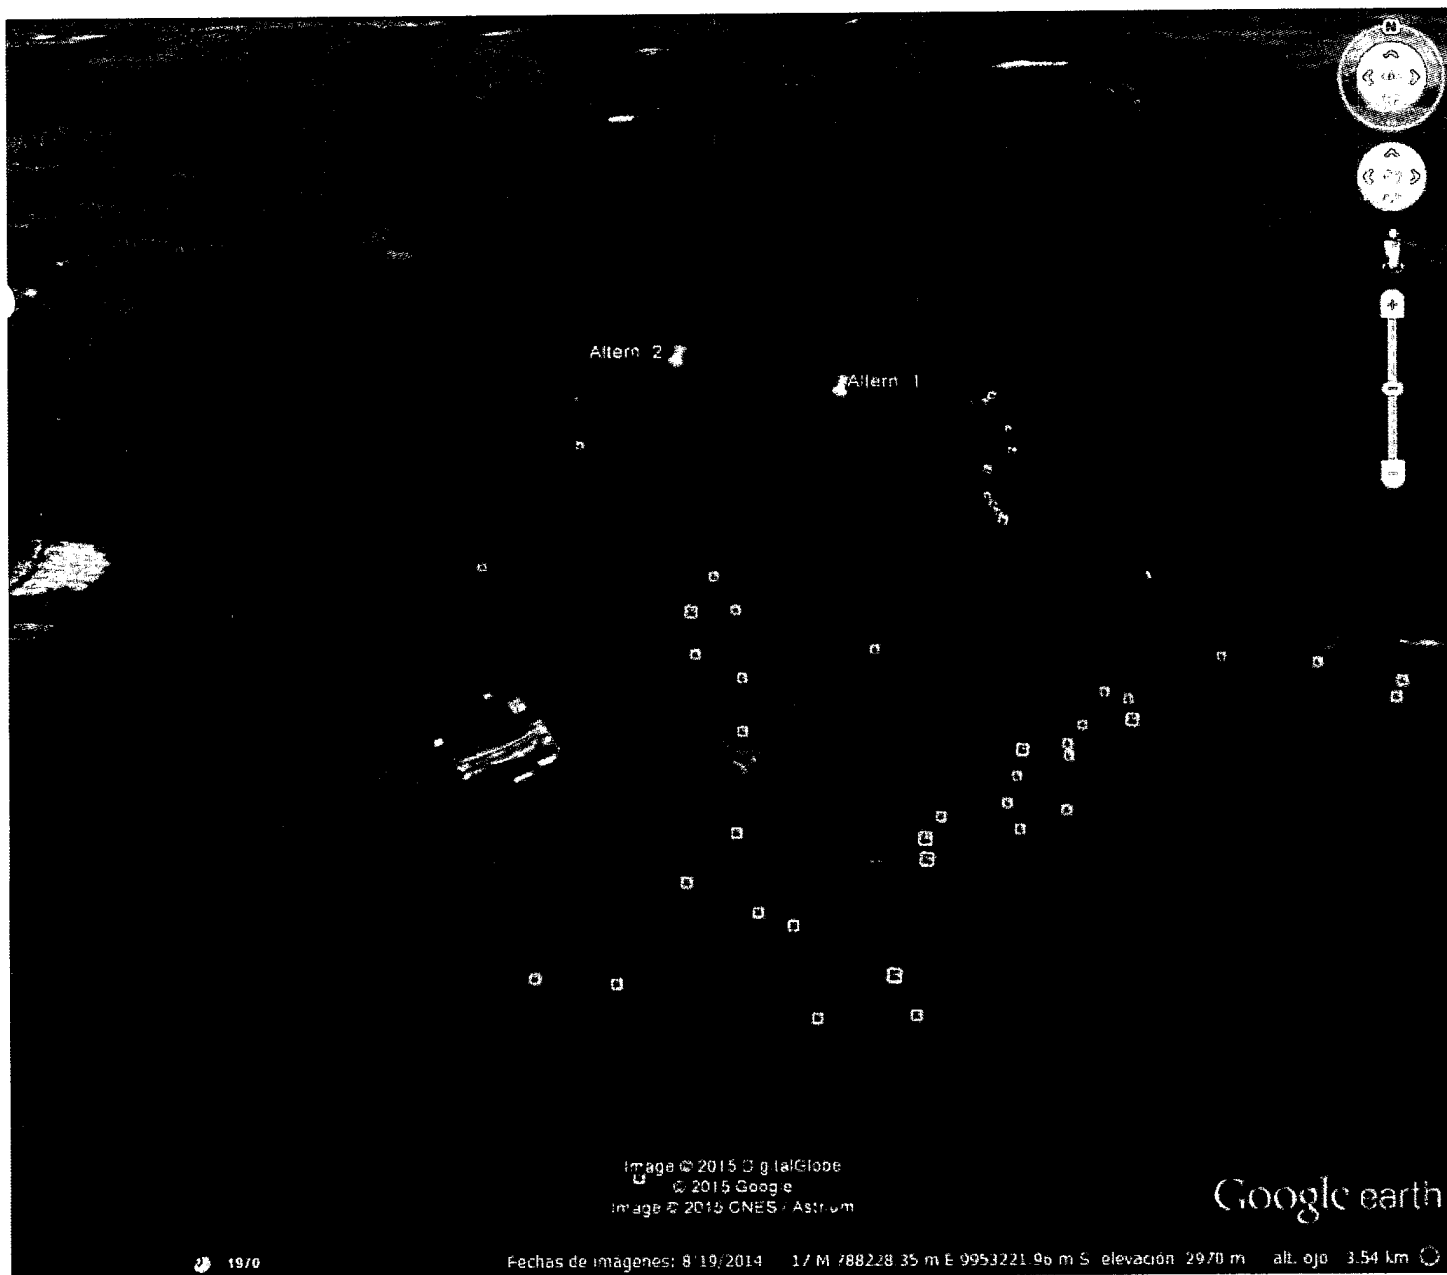 N
Altern 2
Altern 1
Image © 2015 DigitalGlobe
© 2015 Google
Image © 2015 CNES / Astrium
Google earth
1970
Fechas de imágenes: 8/19/2014 17 M 788228.35 m E 9953221.96 m S elevación 2970 m alt. ojo 3.54 km